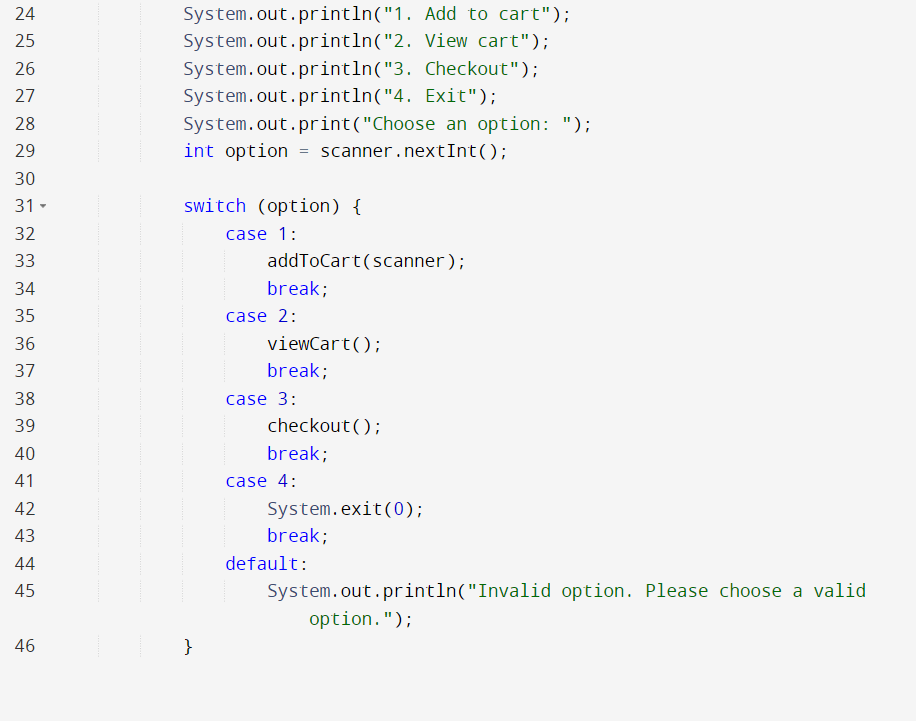 24 System.out.println("1. Add to cart");
25 System.out.println("2. View cart");
26 System.out.println("3. Checkout");
27 System.out.println("4. Exit");
28 System.out.print("Choose an option: ");
29 int option = scanner.nextInt();
30
31 switch (option) {
32 case 1:
33 addToCart(scanner);
34 break;
35 case 2:
36 viewCart();
37 break;
38 case 3:
39 checkout();
40 break;
41 case 4:
42 System.exit(0);
43 break;
44 default:
45 System.out.println("Invalid option. Please choose a valid
option.");
46 }